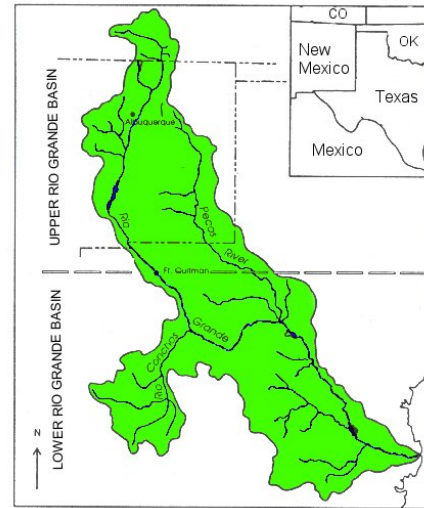 CO
New
Mexico
OK
Texas
Mexico
UPPER RIO GRANDE BASIN
Albuquerque
Pecos
River
Rio
Ft. Quitman
LOWER RIO GRANDE BASIN
Grande
Conchos
Rio
N